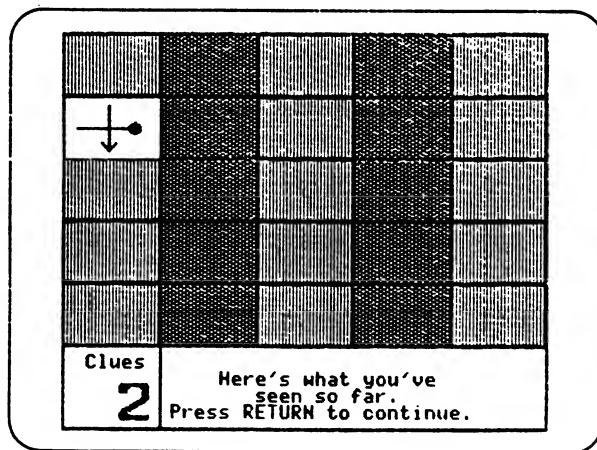 Clues
2
Here's what you've
seen so far.
Press RETURN to continue.